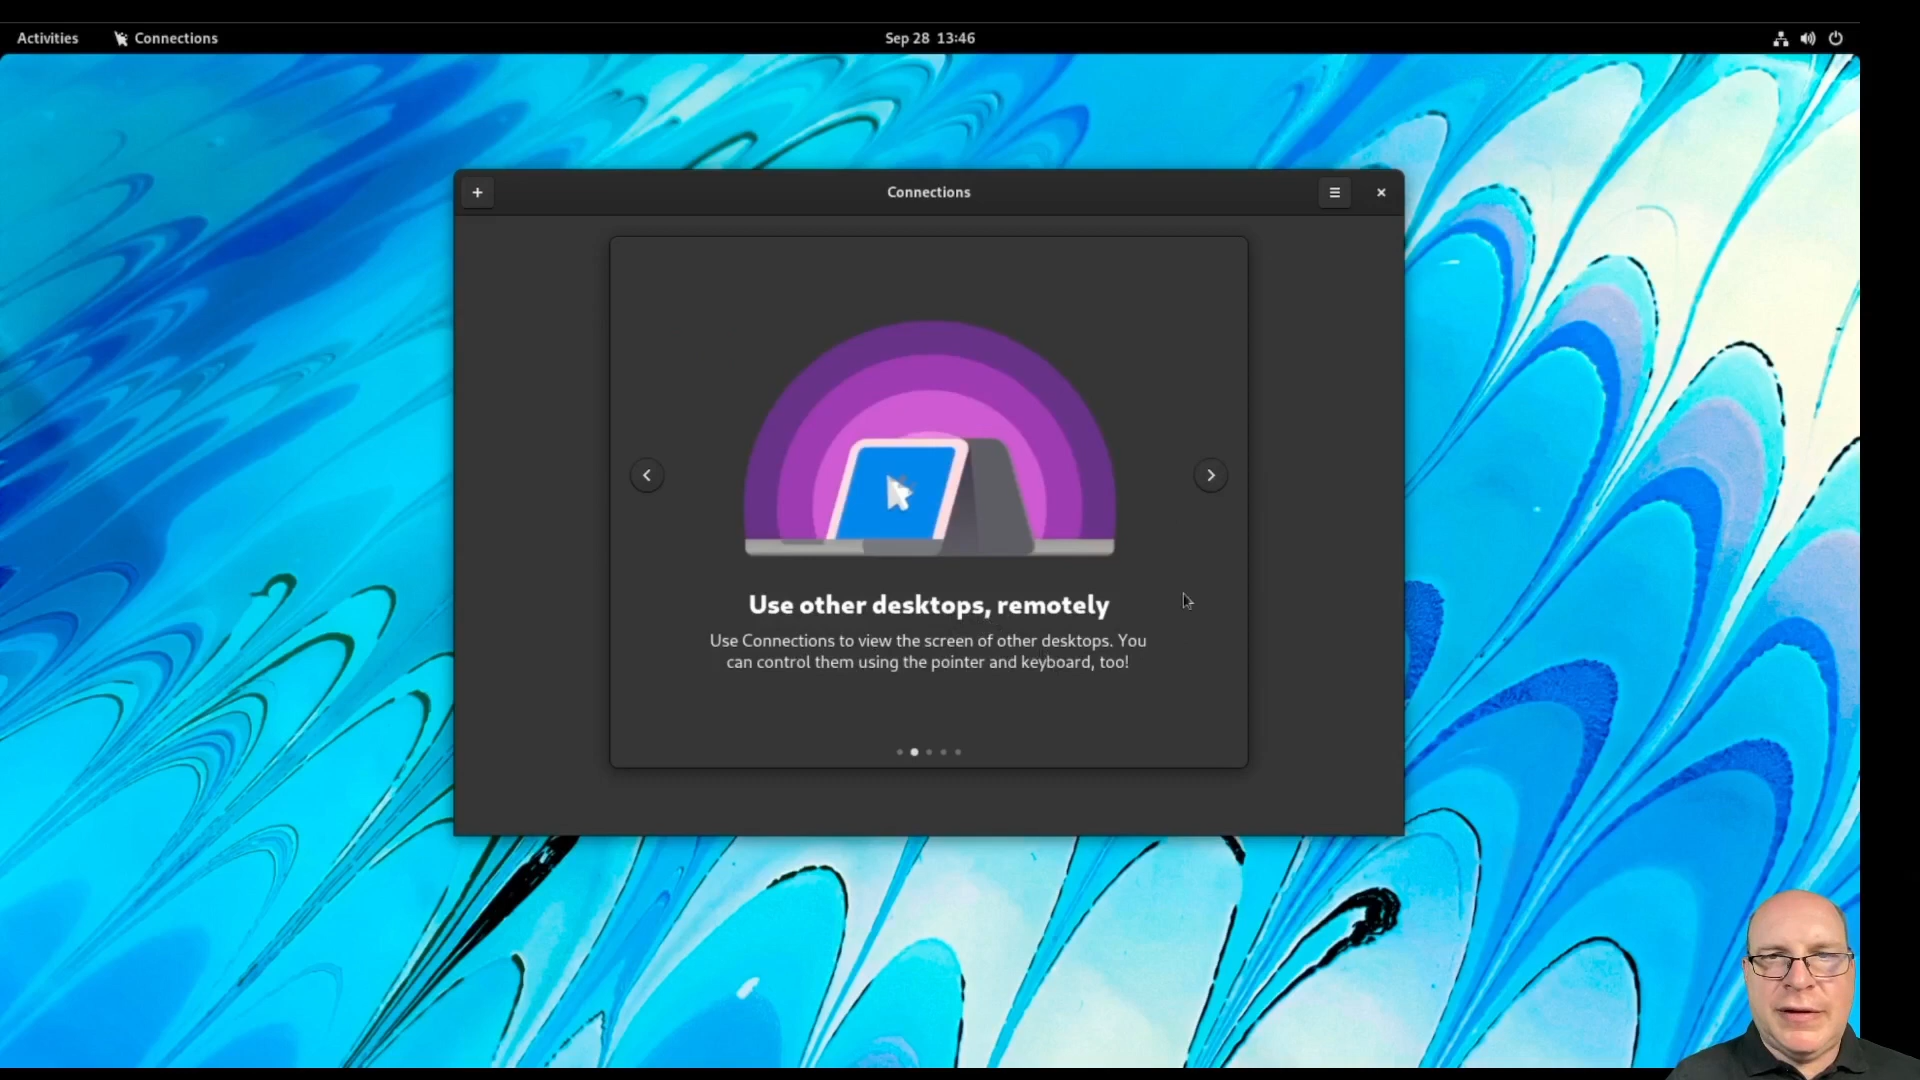 Activities
Connections
Sep 28 13:46
Connections
Use other desktops, remotely
Use Connections to view the screen of other desktops. You
can control them using the pointer and keyboard, too!